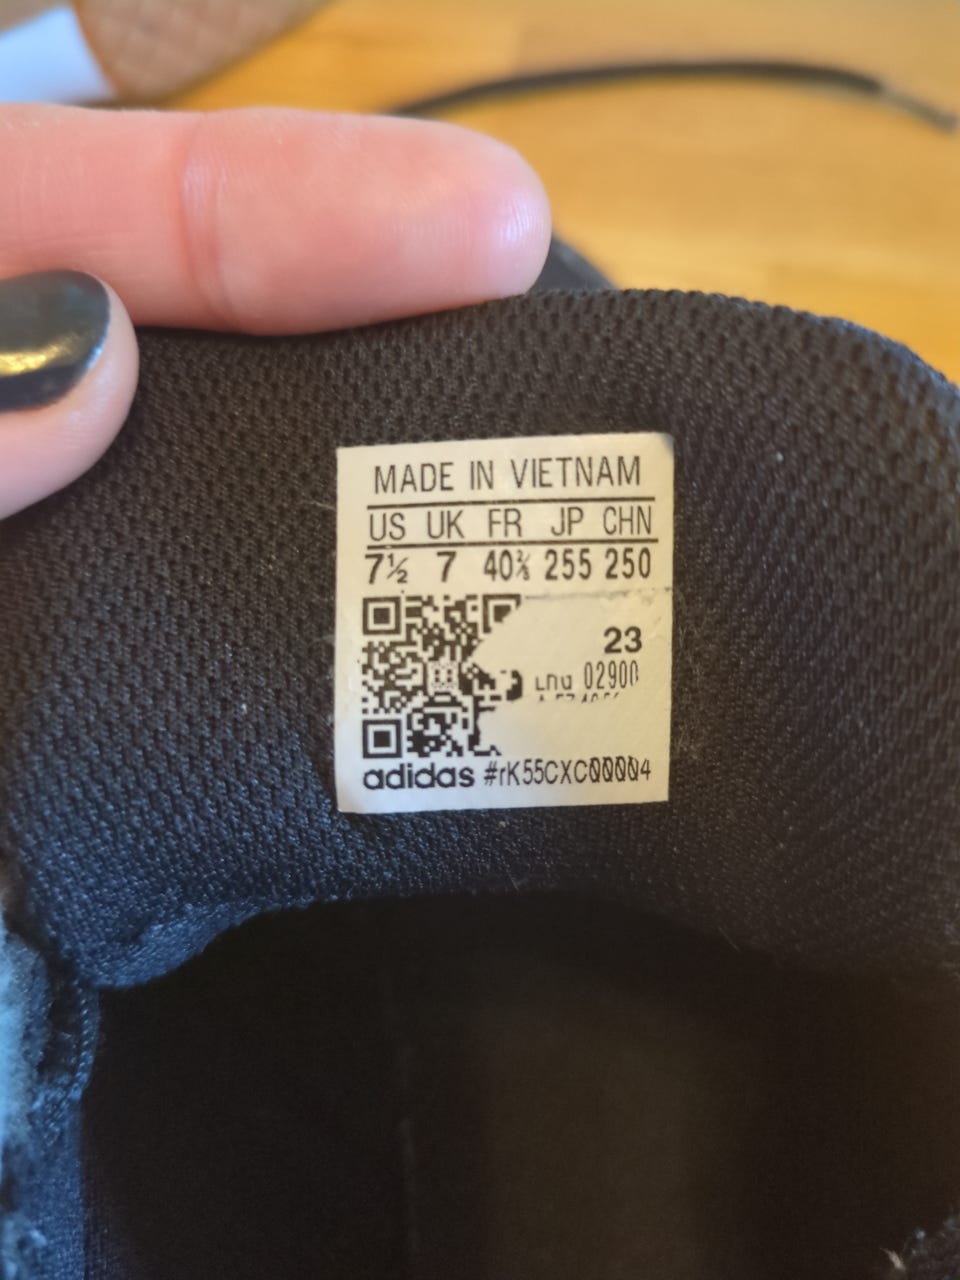 MADE IN VIETNAM
US UK FR JP CHN
7½ 7 40⅔ 255 250
23
02900
adidas #rK55CXC00004